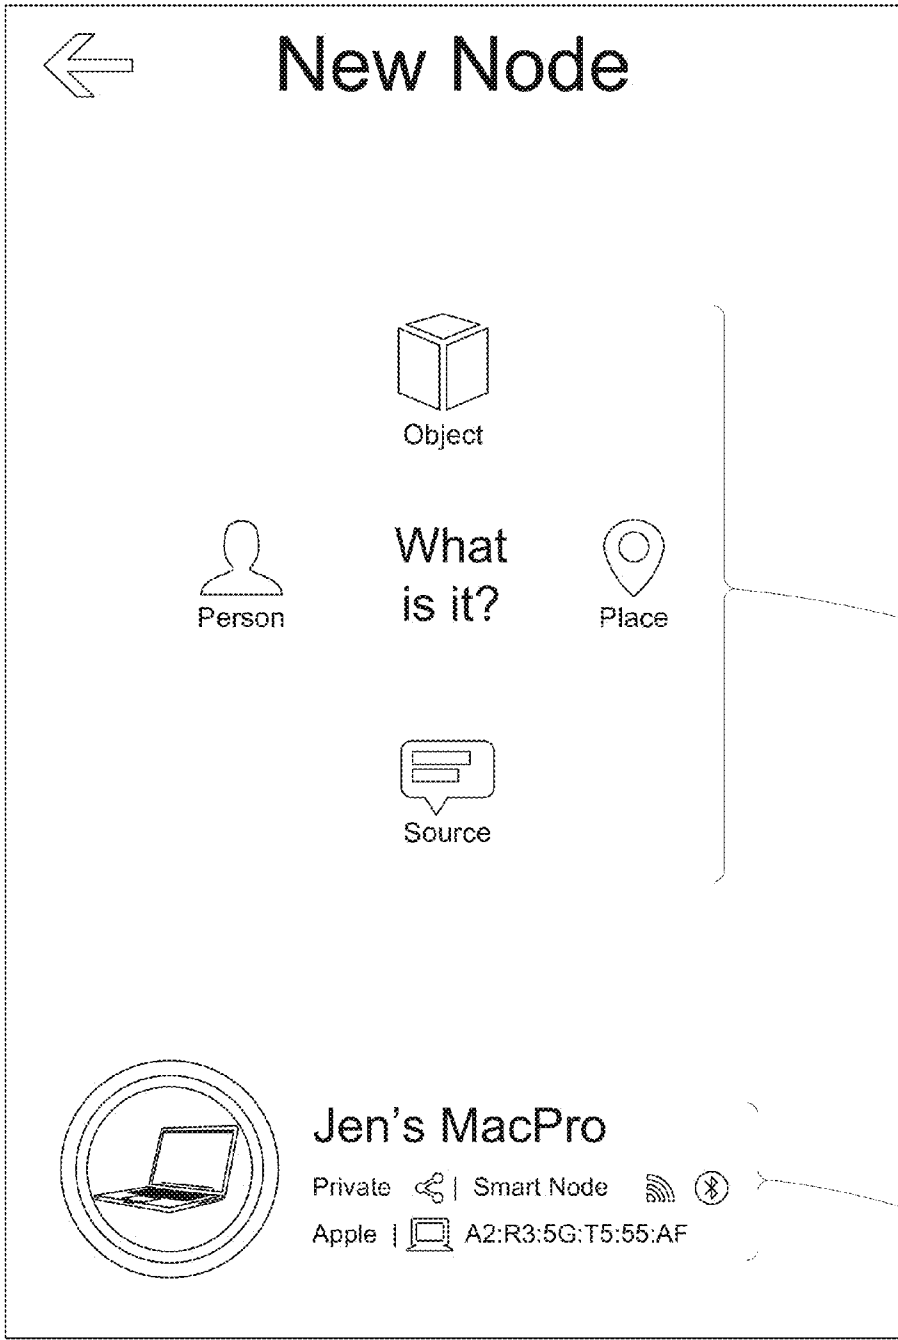 New Node
Object
What
is it?
Person
Place
Source
Jen's MacPro
Private | Smart Node
Apple | A2:R3:5G:T5:55:AF